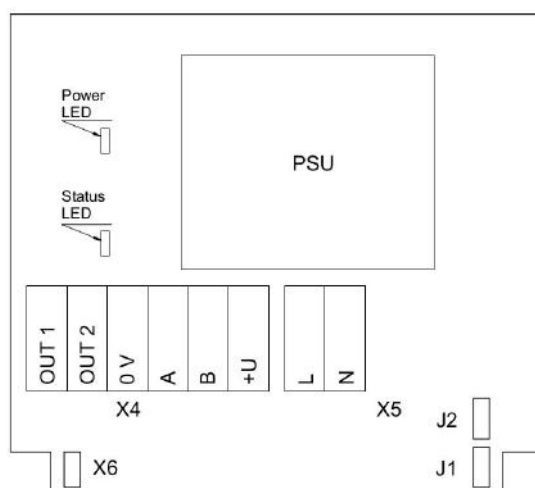 Power
LED
PSU
Status
LED
OUT 1
OUT 2
0 V
A
B
+U
L
N
X4
X5
J2
X6
J1